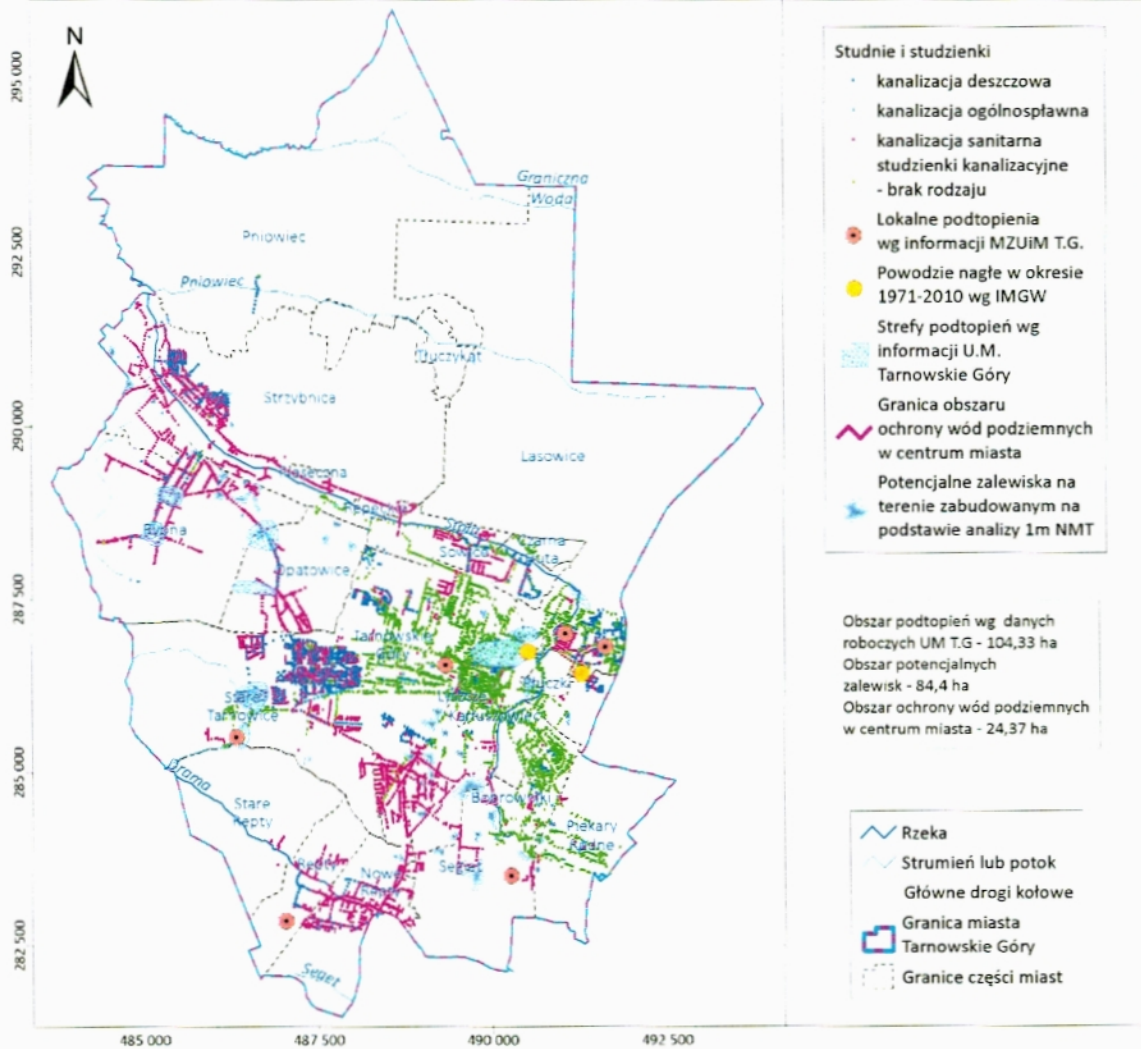 N
295 000
292 500
290 000
287 500
285 000
282 500
485 000
487 500
490 000
492 500
Graniczna
Woda
Pniowiec
Pniowiec
Tłuczykąt
Strzybnica
Lasowice
Rybna
Opatowice
Tarnowskie
Góry
Stare
Tarnowice
Drama
Stare
Repty
Repty
Nowe
Repty
Segiet
Piekary
Rudne
Studnie i studzienki
kanalizacja deszczowa
kanalizacja ogólnospławna
kanalizacja sanitarna
studzienki kanalizacyjne
- brak rodzaju
Lokalne podtopienia
wg informacji MZUiM T.G.
Powodzie nagłe w okresie
1971-2010 wg IMGW
Strefy podtopień wg
informacji U.M.
Tarnowskie Góry
Granica obszaru
ochrony wód podziemnych
w centrum miasta
Potencjalne zalewiska na
terenie zabudowanym na
podstawie analizy 1m NMT
Obszar podtopień wg danych
roboczych UM T.G - 104,33 ha
Obszar potencjalnych
zalewisk - 84,4 ha
Obszar ochrony wód podziemnych
w centrum miasta - 24,37 ha
Rzeka
Strumień lub potok
Główne drogi kołowe
Granica miasta
Tarnowskie Góry
Granice części miast